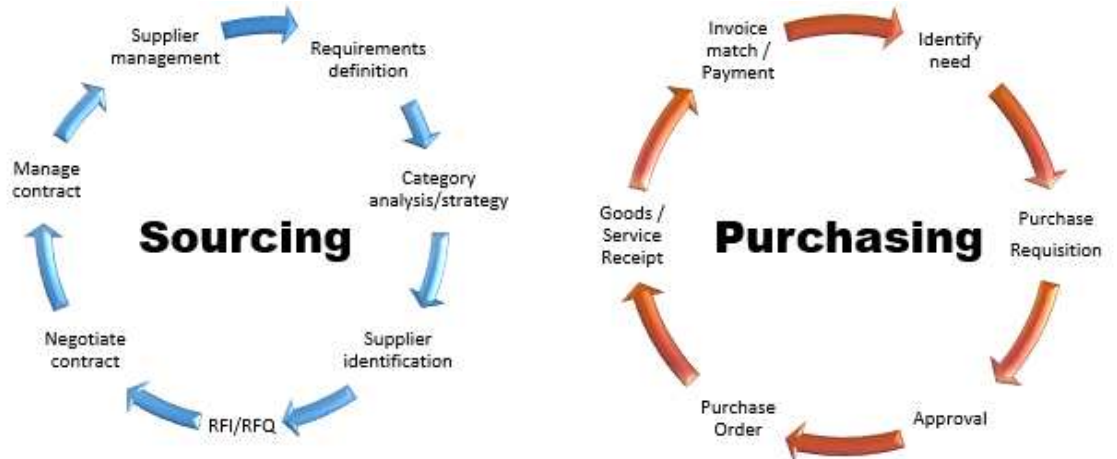 Supplier
management
Requirements
definition
Category
analysis/strategy
Supplier
identification
RFI/RFQ
Negotiate
contract
Manage
contract
Sourcing
Invoice
match /
Payment
Identify
need
Purchase
Requisition
Approval
Purchase
Order
Goods /
Service
Receipt
Purchasing